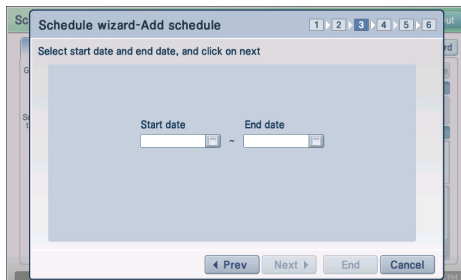 Schedule wizard-Add schedule
1 2 3 4 5 6
Select start date and end date, and click on next
Start date End date
~
Prev Next End Cancel